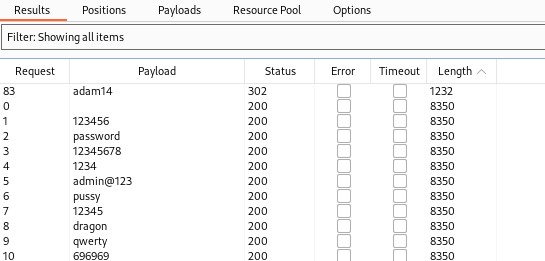 Results Positions Payloads Resource Pool Options
Filter: Showing all items
Request Payload Status Error Timeout Length
83 adam14 302 1232
0 200 8350
1 123456 200 8350
2 password 200 8350
3 12345678 200 8350
4 1234 200 8350
5 admin@123 200 8350
6 pussy 200 8350
7 12345 200 8350
8 dragon 200 8350
9 qwerty 200 8350
10 696969 200 8350